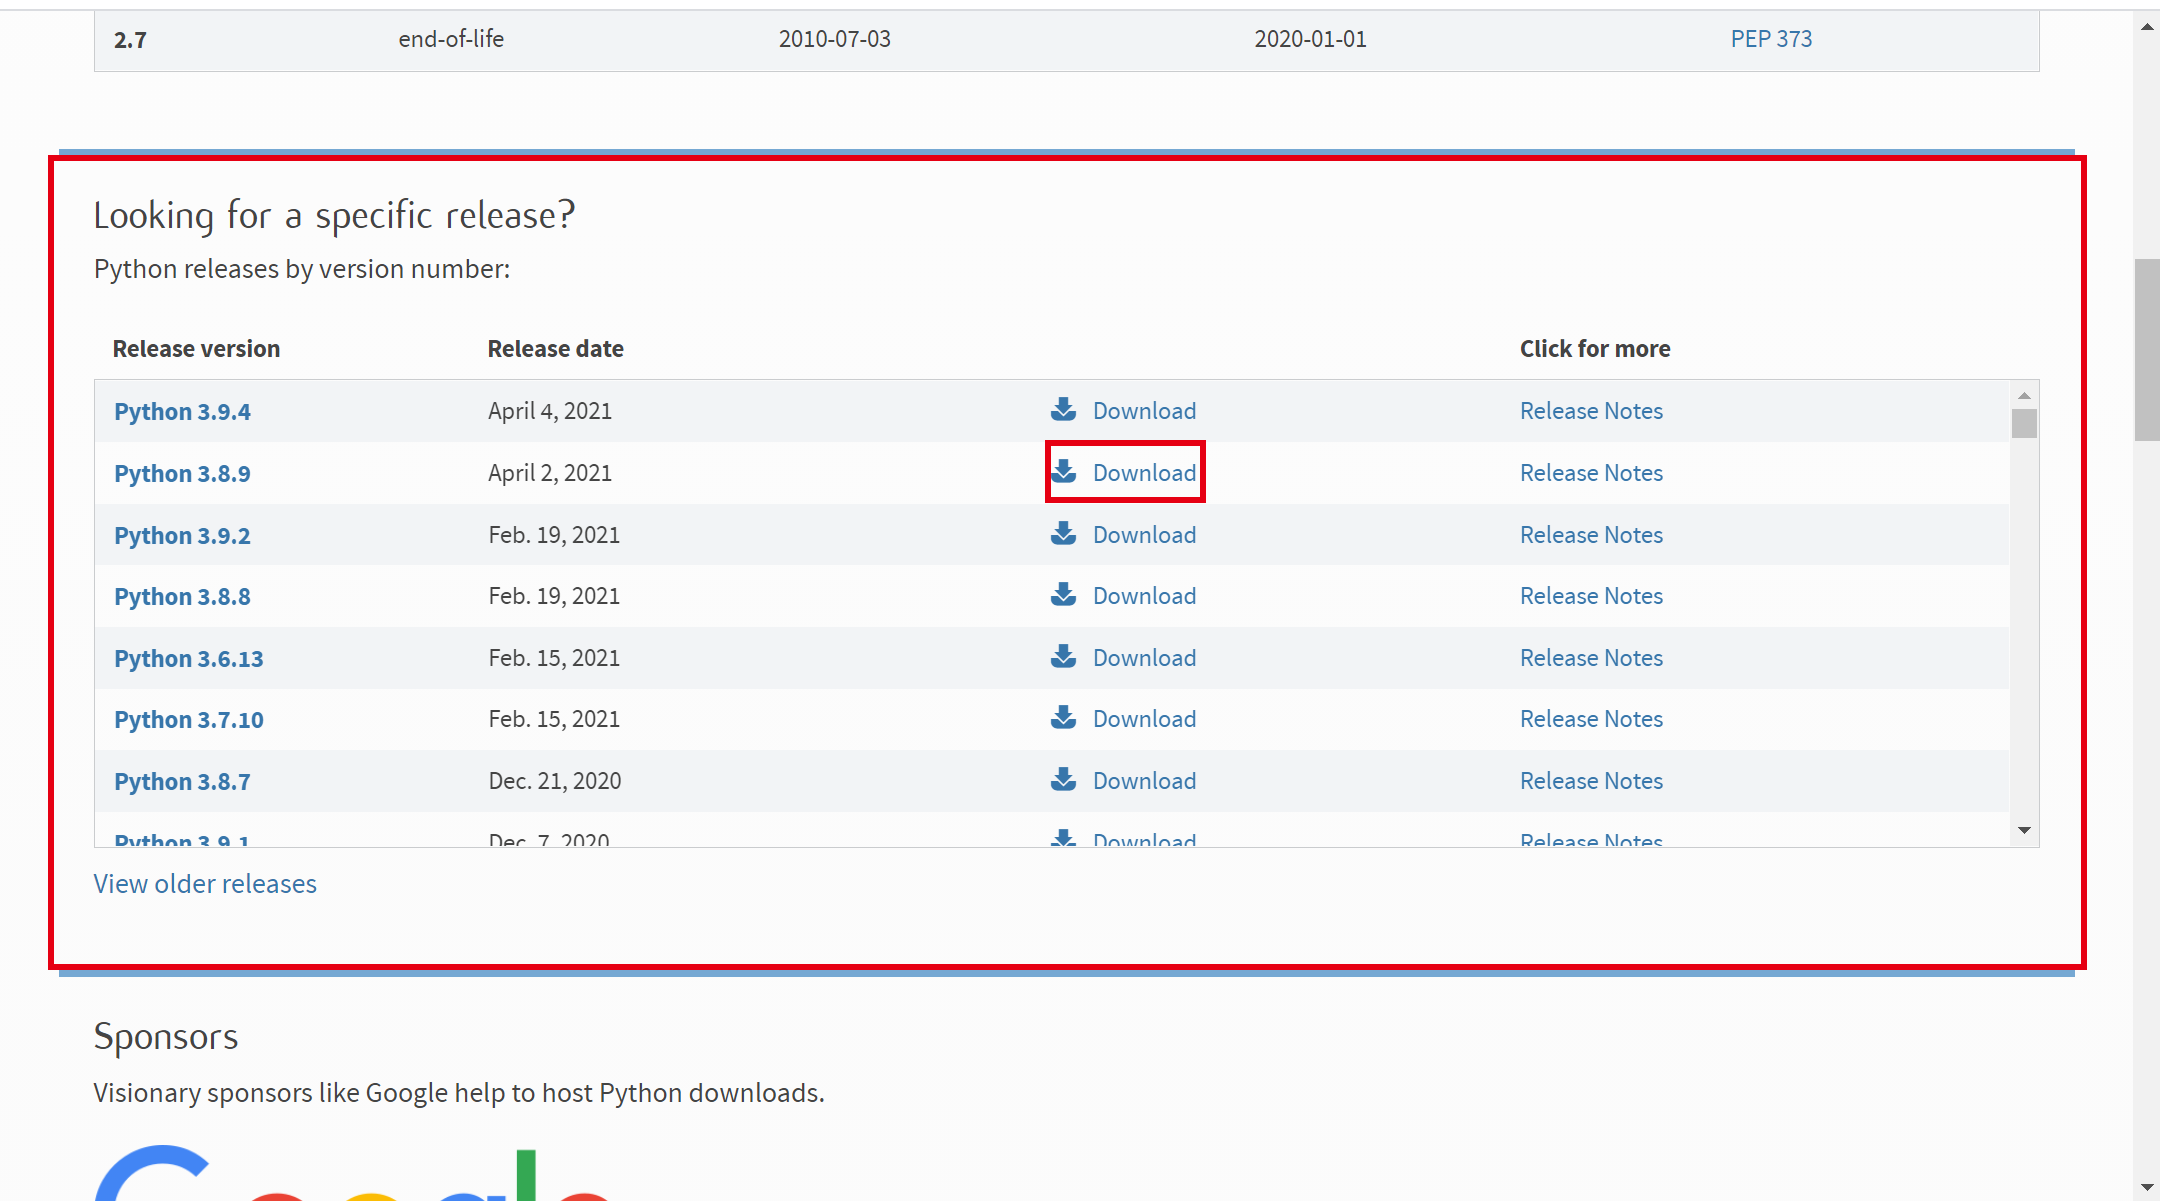 2.7 end-of-life 2010-07-03 2020-01-01 PEP 373
Looking for a specific release?
Python releases by version number:
Release version Release date Click for more
Python 3.9.4 April 4, 2021 Download Release Notes
Python 3.8.9 April 2, 2021 Download Release Notes
Python 3.9.2 Feb. 19, 2021 Download Release Notes
Python 3.8.8 Feb. 19, 2021 Download Release Notes
Python 3.6.13 Feb. 15, 2021 Download Release Notes
Python 3.7.10 Feb. 15, 2021 Download Release Notes
Python 3.8.7 Dec. 21, 2020 Download Release Notes
Python 3.9.1 Dec. 7, 2020 Download Release Notes
View older releases
Sponsors
Visionary sponsors like Google help to host Python downloads.
Google